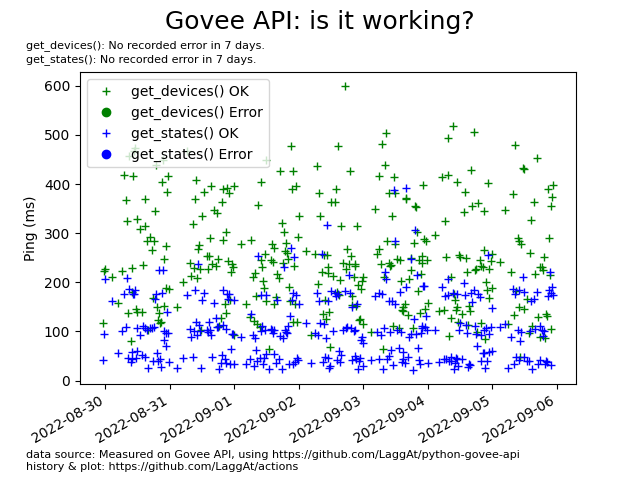 Govee API: is it working?
get_devices(): No recorded error in 7 days.
get_states(): No recorded error in 7 days.
get_devices() OK
get_devices() Error
get_states() OK
get_states() Error
Ping (ms)
600
500
400
300
200
100
0
2022-08-30
2022-08-31
2022-09-01
2022-09-02
2022-09-03
2022-09-04
2022-09-05
2022-09-06
data source: Measured on Govee API, using https://github.com/LaggAt/python-govee-api
history & plot: https://github.com/LaggAt/actions